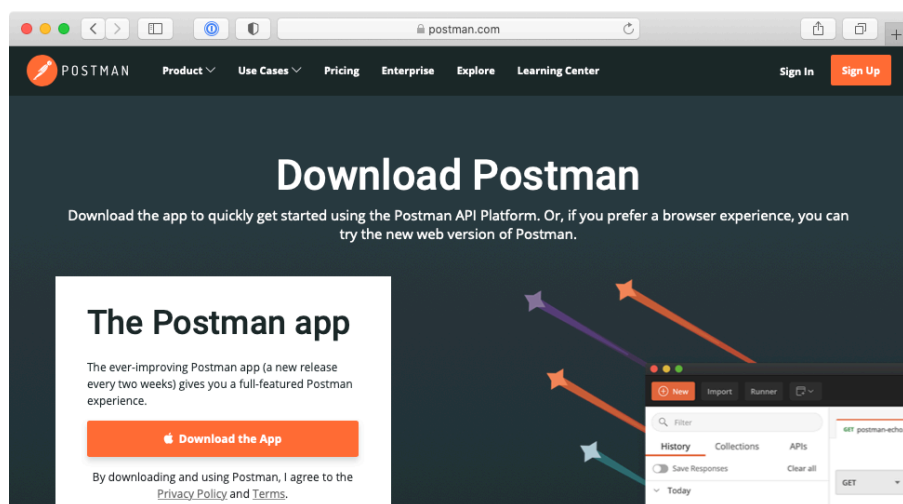 postman.com
POSTMAN Product Use Cases Pricing Enterprise Explore Learning Center Sign In Sign Up
Download Postman
Download the app to quickly get started using the Postman API Platform. Or, if you prefer a browser experience, you can
try the new web version of Postman.
The Postman app
The ever-improving Postman app (a new release
every two weeks) gives you a full-featured Postman
experience.
Download the App
By downloading and using Postman, I agree to the
Privacy Policy and Terms.
New Import Runner
Filter
GET postman-echo
History Collections APIs
Save Responses Clear all
GET
Today